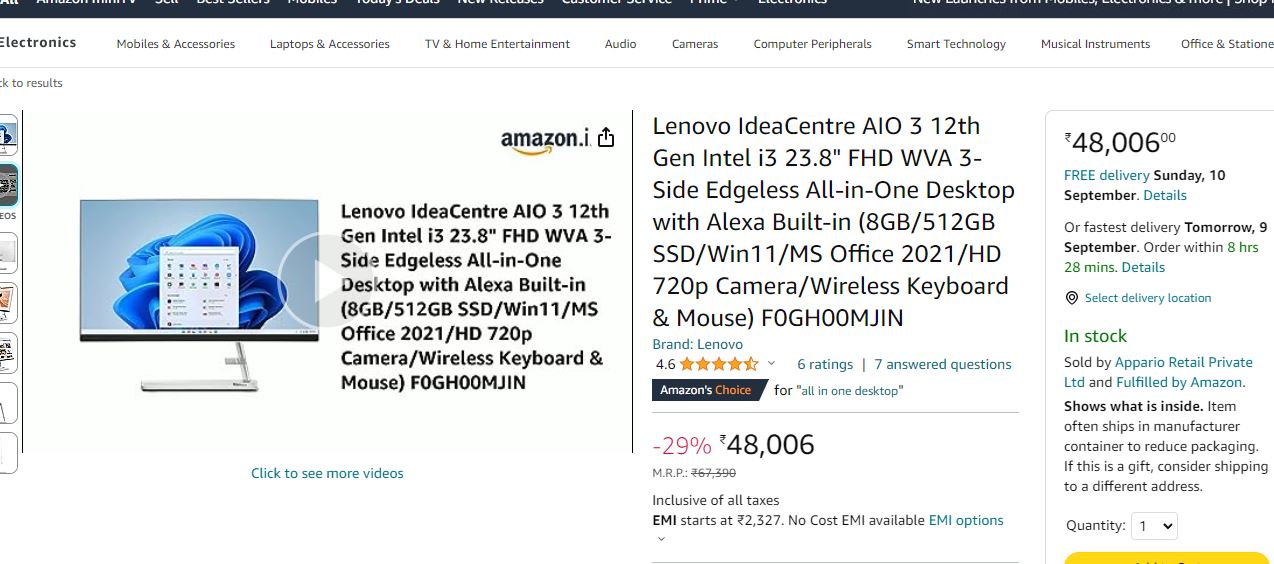 Amazon miniTV Sell Best Sellers Mobiles Today's Deals New Releases Customer Service Prime Electronics New Launches from Mobiles, Electronics & more | Shop
Electronics Mobiles & Accessories Laptops & Accessories TV & Home Entertainment Audio Cameras Computer Peripherals Smart Technology Musical Instruments Office & Statione
ck to results
EOS
amazon.i
Lenovo IdeaCentre AIO 3 12th
Gen Intel i3 23.8" FHD WVA 3-
Side Edgeless All-in-One
Desktop with Alexa Built-in
(8GB/512GB SSD/Win11/MS
Office 2021/HD 720p
Camera/Wireless Keyboard &
Mouse) F0GH00MJIN
Click to see more videos
Lenovo IdeaCentre AIO 3 12th
Gen Intel i3 23.8" FHD WVA 3-
Side Edgeless All-in-One Desktop
with Alexa Built-in (8GB/512GB
SSD/Win11/MS Office 2021/HD
720p Camera/Wireless Keyboard
& Mouse) F0GH00MJIN
Brand: Lenovo
4.6 6 ratings | 7 answered questions
Amazon's Choice for "all in one desktop"
-29% ₹48,006
M.R.P.: ₹67,390
Inclusive of all taxes
EMI starts at ₹2,327. No Cost EMI available EMI options
₹48,00600
FREE delivery Sunday, 10
September. Details
Or fastest delivery Tomorrow, 9
September. Order within 8 hrs
28 mins. Details
Select delivery location
In stock
Sold by Appario Retail Private
Ltd and Fulfilled by Amazon.
Shows what is inside. Item
often ships in manufacturer
container to reduce packaging.
If this is a gift, consider shipping
to a different address.
Quantity: 1